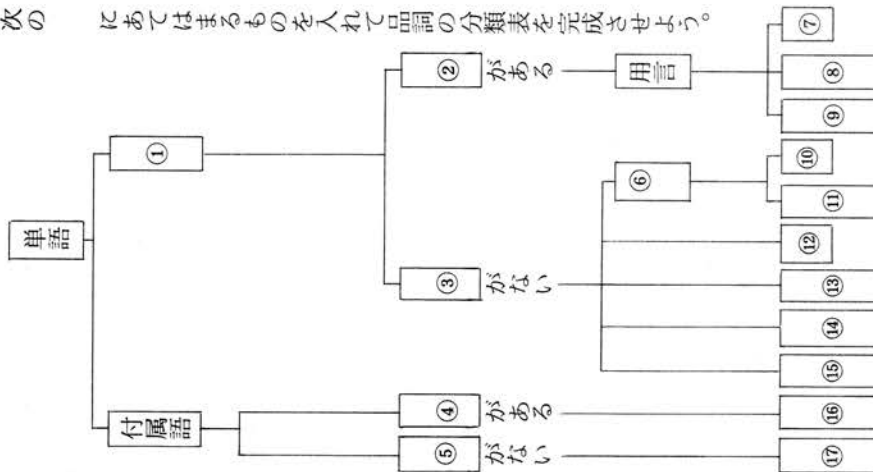 次の　　にあてはまるものを入れて品詞の分類表を完成させよう。
単語
①
付属語
②がある
③がない
④がある
⑤がない
用言
⑥
⑦
⑧
⑨
⑩
⑪
⑫
⑬
⑭
⑮
⑯
⑰